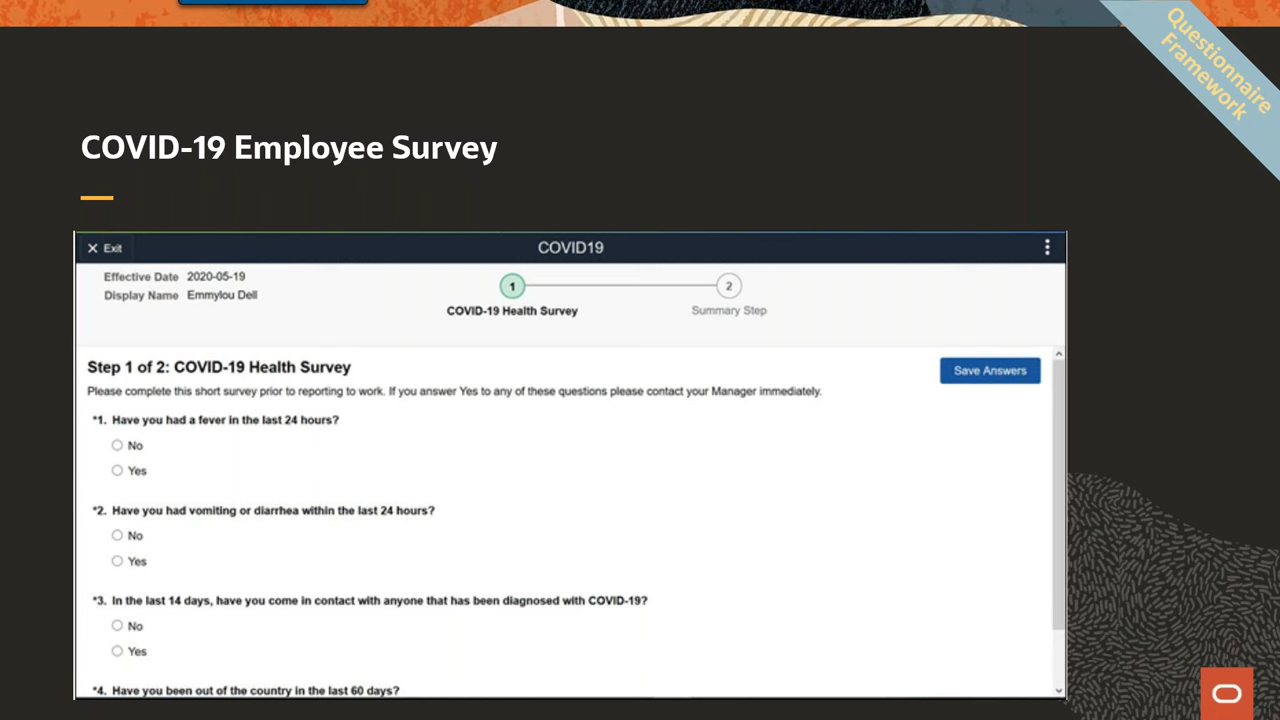 Questionnaire
Framework
COVID-19 Employee Survey
Exit
COVID19
Effective Date 2020-05-19
Display Name Emmylou Dell
1
2
COVID-19 Health Survey
Summary Step
Step 1 of 2: COVID-19 Health Survey
Save Answers
Please complete this short survey prior to reporting to work. If you answer Yes to any of these questions please contact your Manager immediately.
*1. Have you had a fever in the last 24 hours?
No
Yes
*2. Have you had vomiting or diarrhea within the last 24 hours?
No
Yes
*3. In the last 14 days, have you come in contact with anyone that has been diagnosed with COVID-19?
No
Yes
*4. Have you been out of the country in the last 60 days?